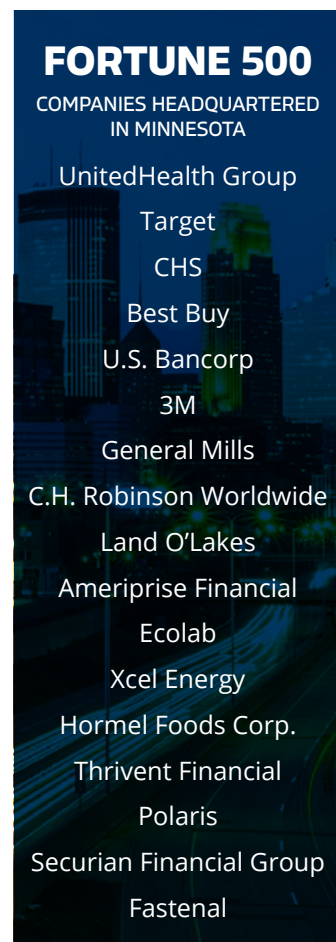 FORTUNE 500
COMPANIES HEADQUARTERED
IN MINNESOTA
UnitedHealth Group
Target
CHS
Best Buy
U.S. Bancorp
3M
General Mills
C.H. Robinson Worldwide
Land O’Lakes
Ameriprise Financial
Ecolab
Xcel Energy
Hormel Foods Corp.
Thrivent Financial
Polaris
Securian Financial Group
Fastenal